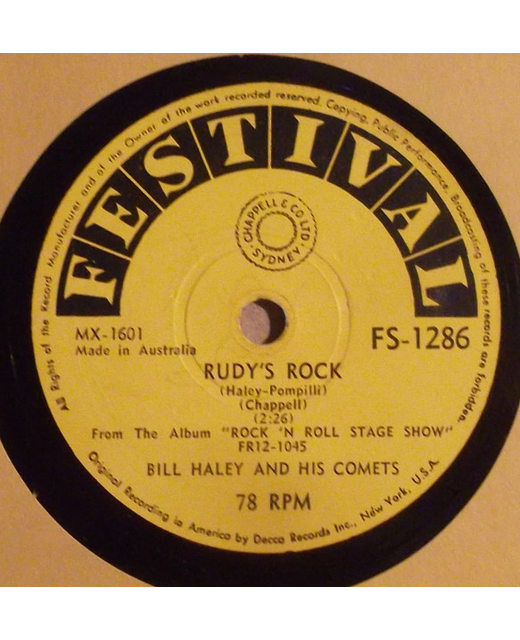 All Rights of the Record Manufacturer and of the Owner of the work recorded reserved. Copying, Public Performance, Broadcasting of these records are forbidden.
FESTIVAL
CHAPPELL & CO LTD
SYDNEY
MX-1601
Made in Australia
FS-1286
RUDY'S ROCK
(Haley-Pompilli)
(Chappell)
(2:26)
From The Album "ROCK 'N ROLL STAGE SHOW"
FR12-1045
BILL HALEY AND HIS COMETS
78 RPM
Original Recording in America by Decca Records Inc., New York, U.S.A.